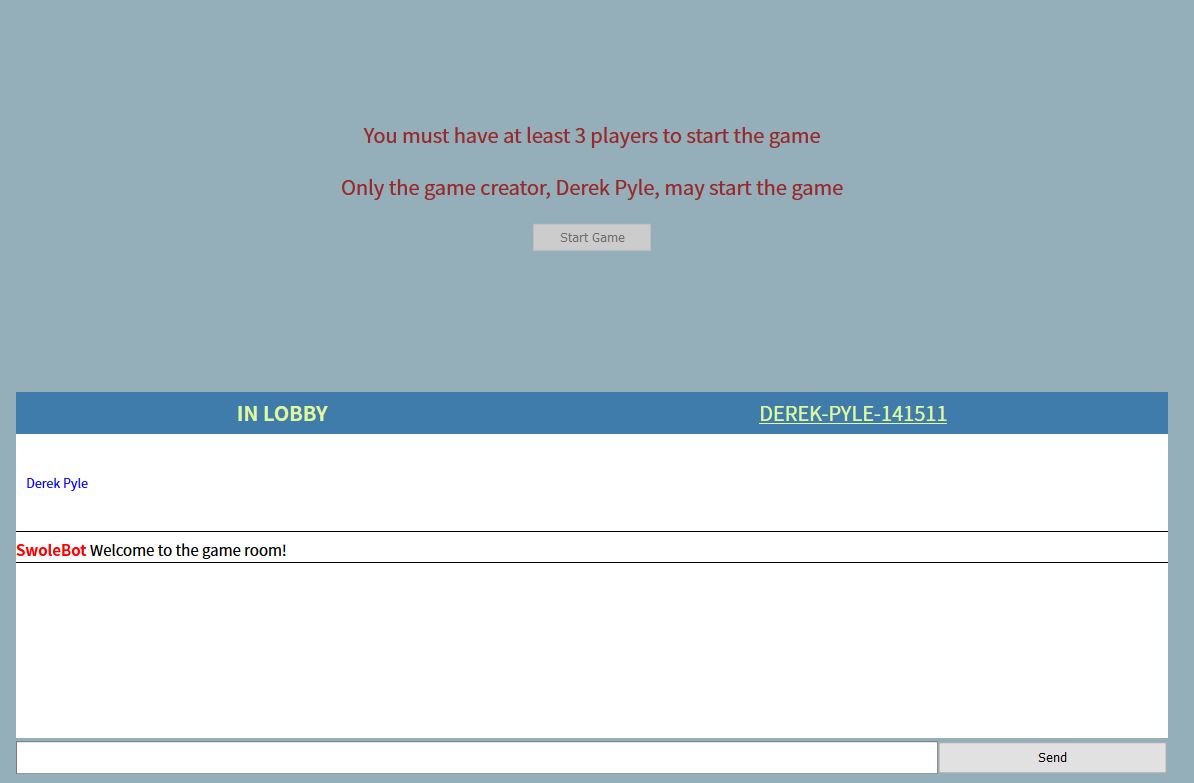 You must have at least 3 players to start the game
Only the game creator, Derek Pyle, may start the game
Start Game
IN LOBBY DEREK-PYLE-141511
Derek Pyle
SwoleBot Welcome to the game room!
Send